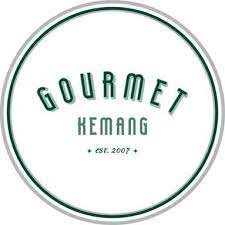 GOURMET
KEMANG
✦ est. 2007 ✦